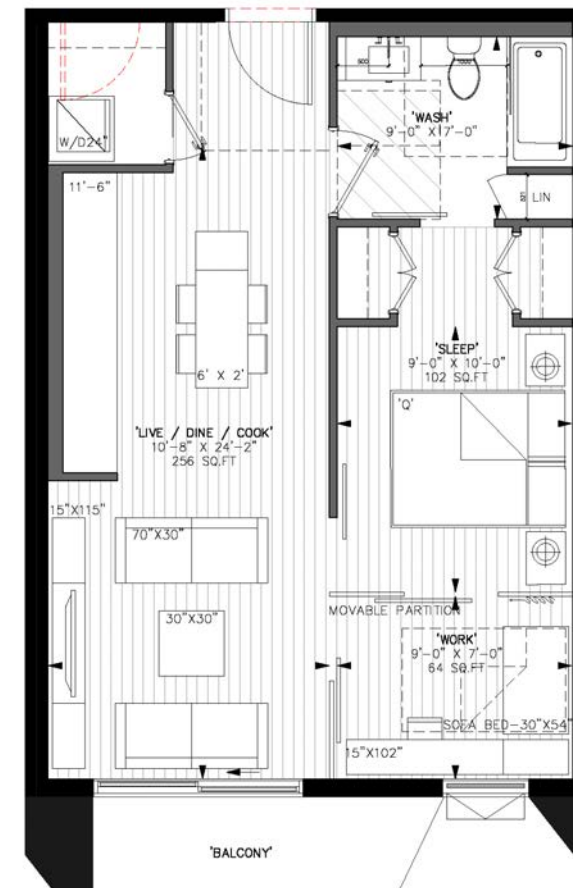 W/D24"
'WASH'
9'-0" X 7'-0"
LIN
11'-6"
6' X 2'
'SLEEP'
9'-0" X 10'-0"
102 SQ.FT
'Q'
'LIVE / DINE / COOK'
10'-8" X 24'-2"
256 SQ.FT
15"X115"
70"X30"
30"X30"
MOVABLE PARTITION
'WORK'
9'-0" X 7'-0"
64 SQ.FT
SOFA BED-30"X54"
15"X102"
'BALCONY'